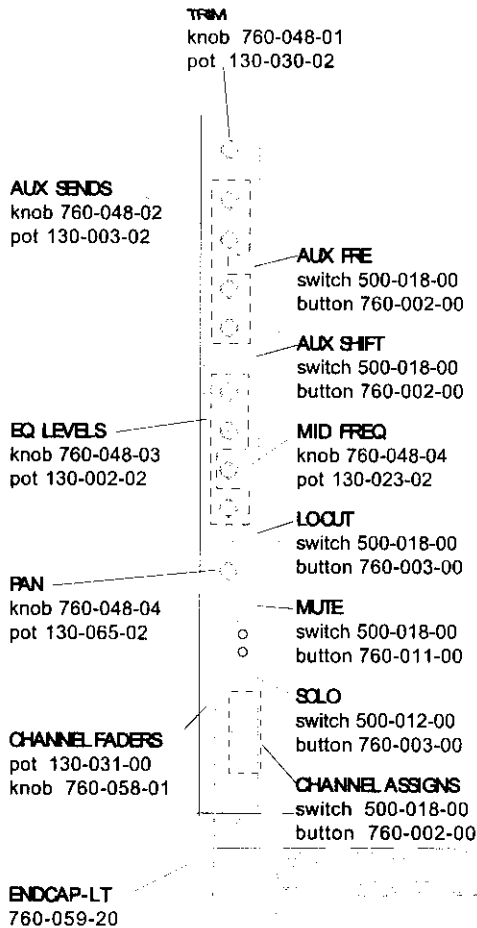 TRIM
knob 760-048-01
pot 130-030-02
AUX SENDS
knob 760-048-02
pot 130-003-02
AUX PRE
switch 500-018-00
button 760-002-00
AUX SHIFT
switch 500-018-00
button 760-002-00
EQ LEVELS
knob 760-048-03
pot 130-002-02
MID FREQ
knob 760-048-04
pot 130-023-02
LOCUT
switch 500-018-00
button 760-003-00
PAN
knob 760-048-04
pot 130-065-02
MUTE
switch 500-018-00
button 760-011-00
SOLO
switch 500-012-00
button 760-003-00
CHANNEL FADERS
pot 130-031-00
knob 760-058-01
CHANNEL ASSIGNS
switch 500-018-00
button 760-002-00
ENDCAP-LT
760-059-20